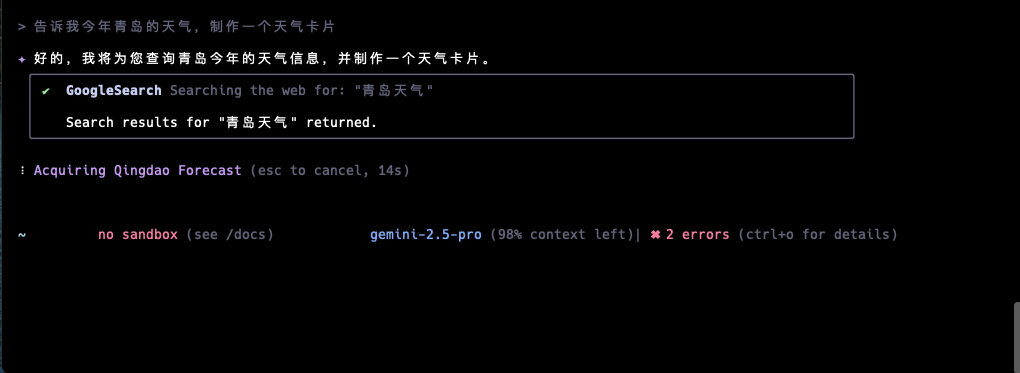 > 告诉我今年青岛的天气，制作一个天气卡片
✦ 好的，我将为您查询青岛今年的天气信息，并制作一个天气卡片。
✔ GoogleSearch Searching the web for: "青岛天气"
Search results for "青岛天气" returned.
⠸ Acquiring Qingdao Forecast (esc to cancel, 14s)
~ no sandbox (see /docs) gemini-2.5-pro (98% context left)| ✖ 2 errors (ctrl+o for details)